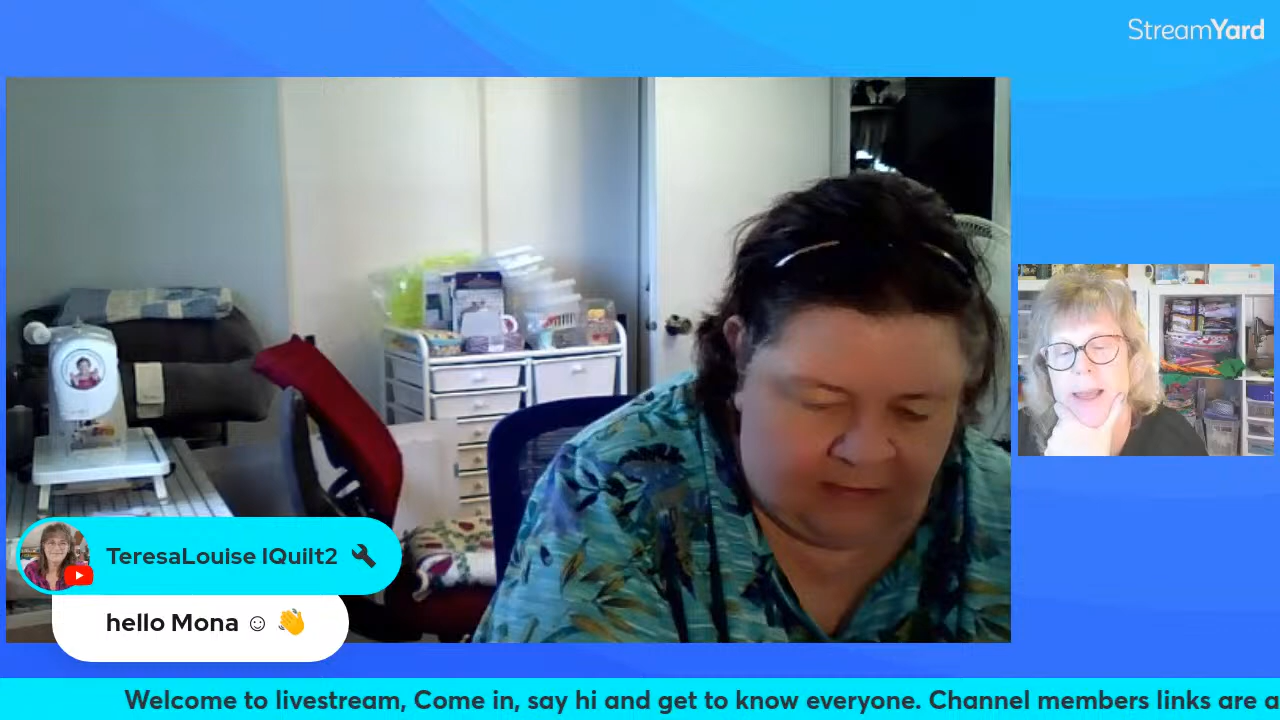 StreamYard
TeresaLouise IQuilt2
hello Mona ☺ 👋
Welcome to livestream, Come in, say hi and get to know everyone. Channel members links are a